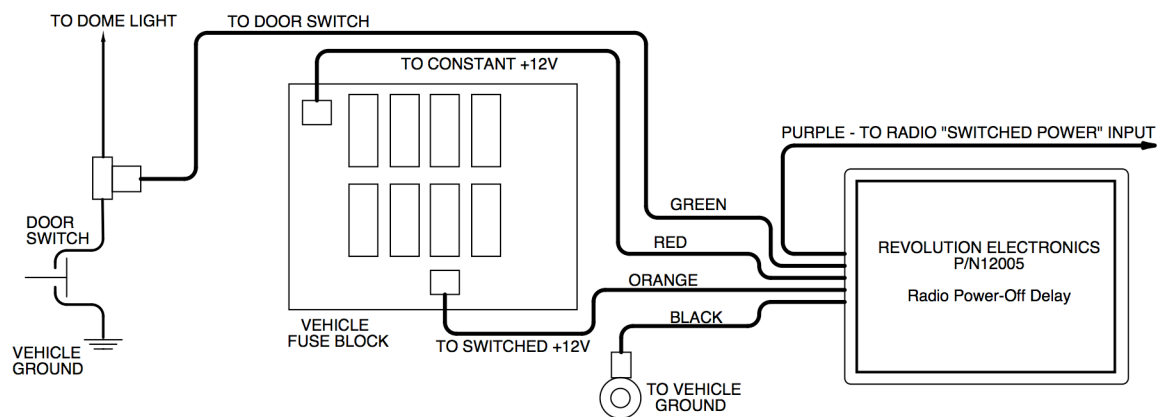 TO DOME LIGHT
TO DOOR SWITCH
TO CONSTANT +12V
PURPLE - TO RADIO "SWITCHED POWER" INPUT
GREEN
DOOR
SWITCH
RED
REVOLUTION ELECTRONICS
P/N12005
Radio Power-Off Delay
ORANGE
BLACK
VEHICLE
FUSE BLOCK
TO SWITCHED +12V
VEHICLE
GROUND
TO VEHICLE
GROUND